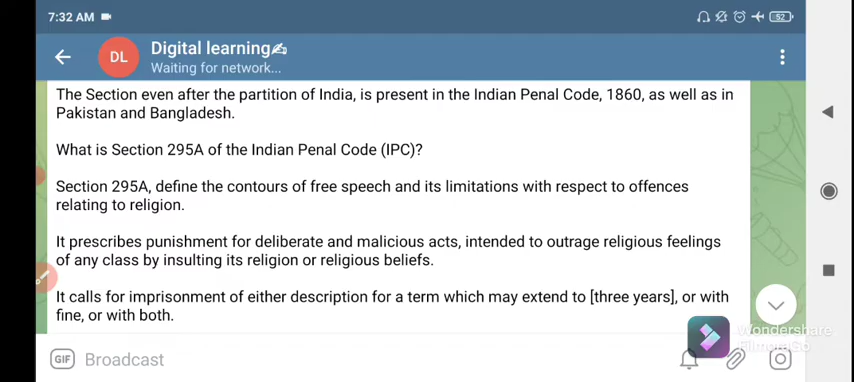 7:32 AM
52
DL
Digital learning✍
Waiting for network...
The Section even after the partition of India, is present in the Indian Penal Code, 1860, as well as in
Pakistan and Bangladesh.
What is Section 295A of the Indian Penal Code (IPC)?
Section 295A, define the contours of free speech and its limitations with respect to offences
relating to religion.
It prescribes punishment for deliberate and malicious acts, intended to outrage religious feelings
of any class by insulting its religion or religious beliefs.
It calls for imprisonment of either description for a term which may extend to [three years], or with
fine, or with both.
Wondershare
FilmoraGo
GIF Broadcast